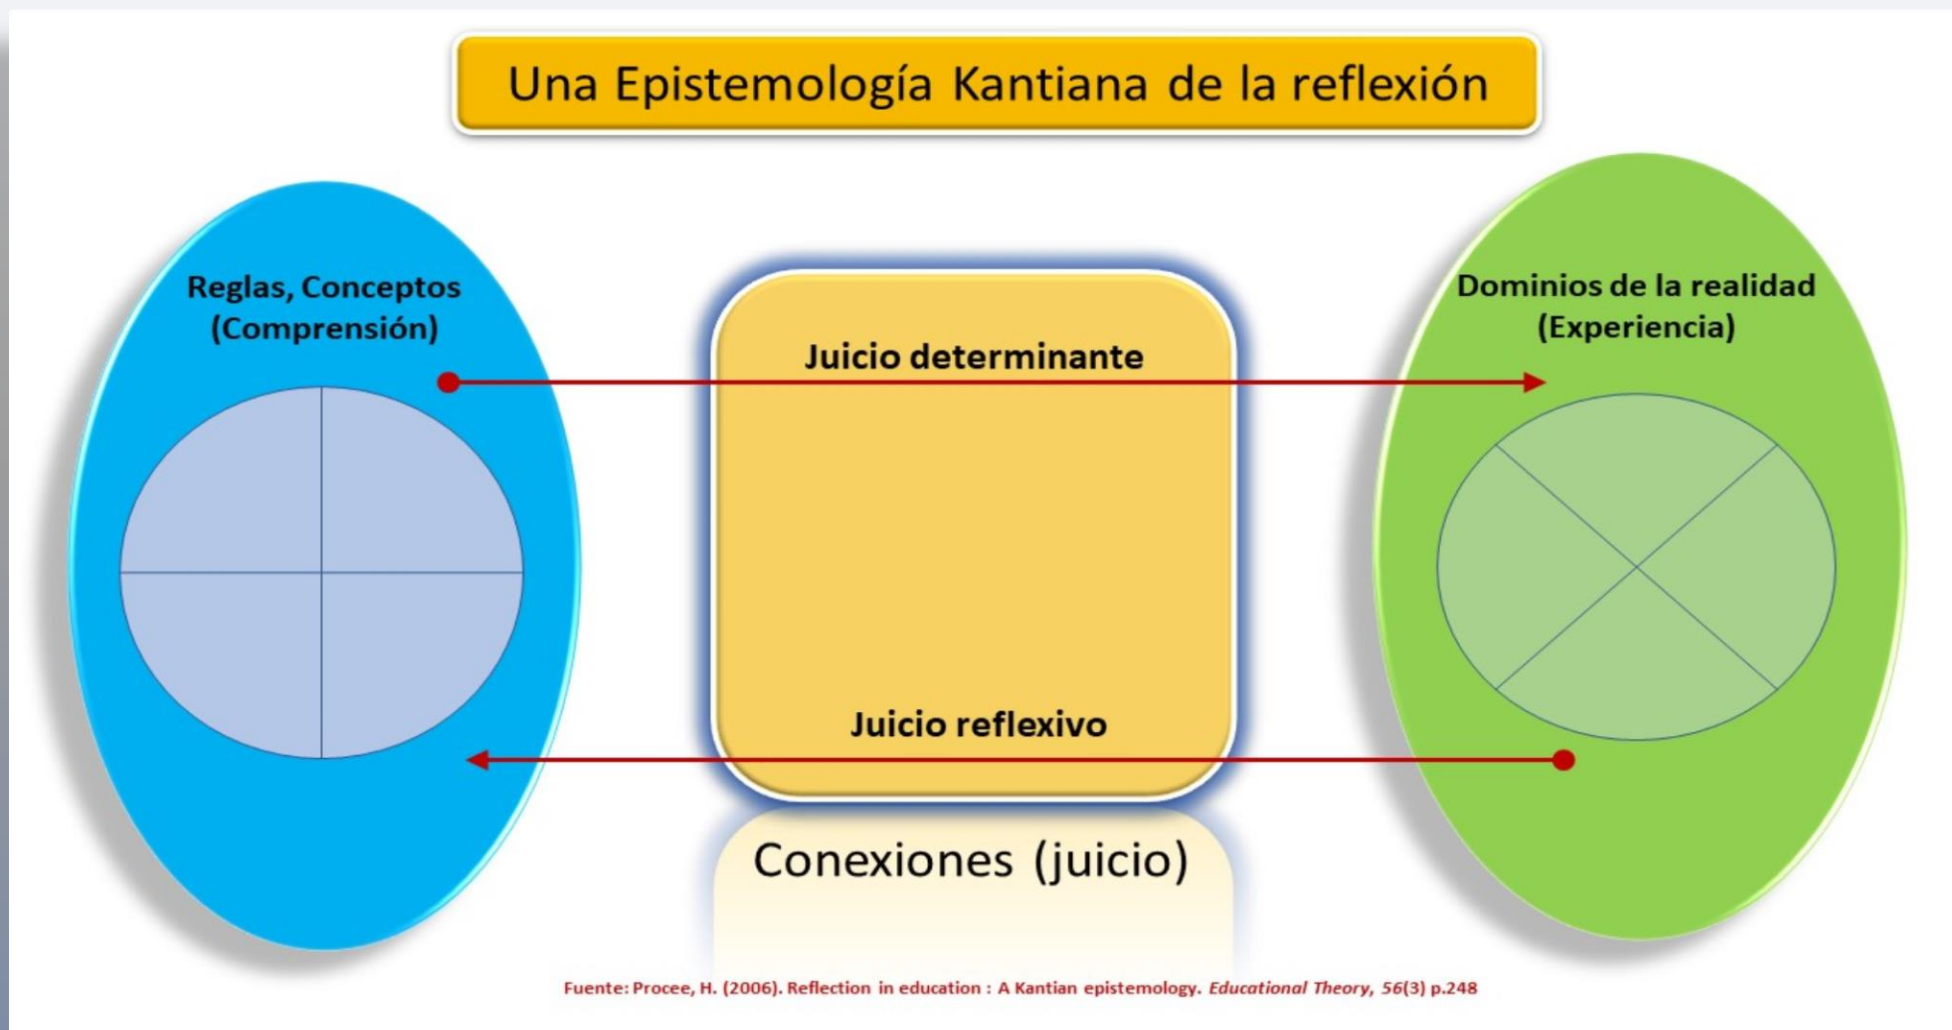 Una Epistemología Kantiana de la reflexión
Reglas, Conceptos
(Comprensión)
Juicio determinante
Dominios de la realidad
(Experiencia)
Juicio reflexivo
Conexiones (juicio)
Fuente: Procee, H. (2006). Reflection in education : A Kantian epistemology. Educational Theory, 56(3) p.248